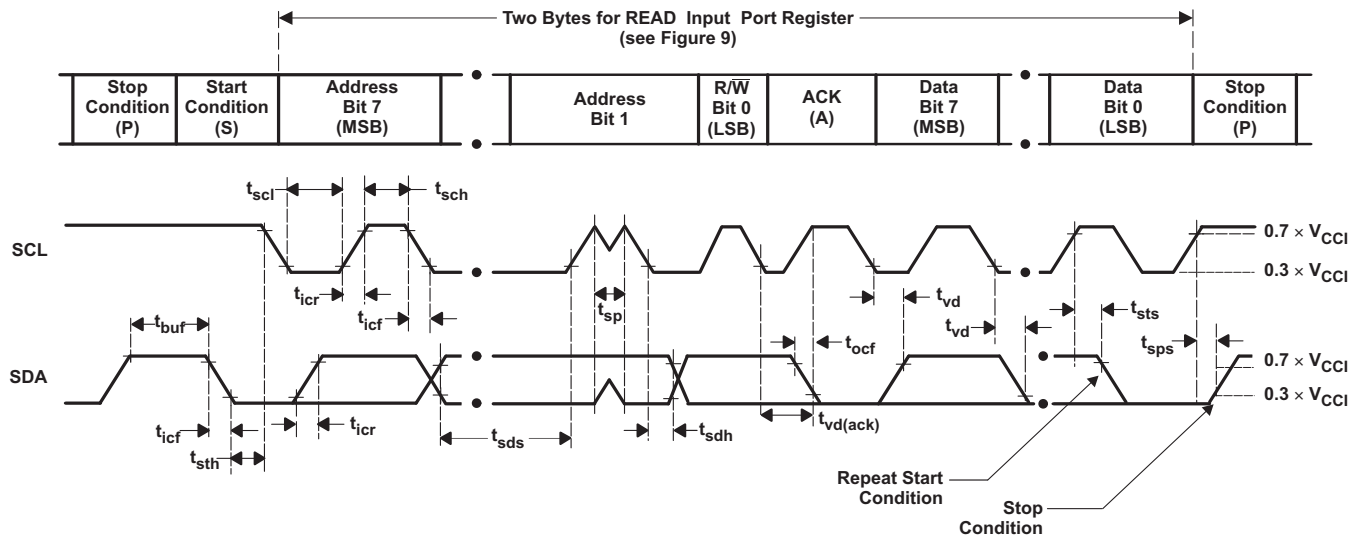 Two Bytes for READ Input Port Register
(see Figure 9)
Stop
Condition
(P)
Start
Condition
(S)
Address
Bit 7
(MSB)
Address
Bit 1
R/W̅
Bit 0
(LSB)
ACK
(A)
Data
Bit 7
(MSB)
Data
Bit 0
(LSB)
Stop
Condition
(P)
tscl
tsch
SCL
0.7 × VCCI
0.3 × VCCI
ticr
ticf
tsp
tvd
tvd
tsts
tbuf
tocf
tsps
SDA
0.7 × VCCI
0.3 × VCCI
ticf
ticr
tsth
tsds
tsdh
tvd(ack)
Repeat Start
Condition
Stop
Condition